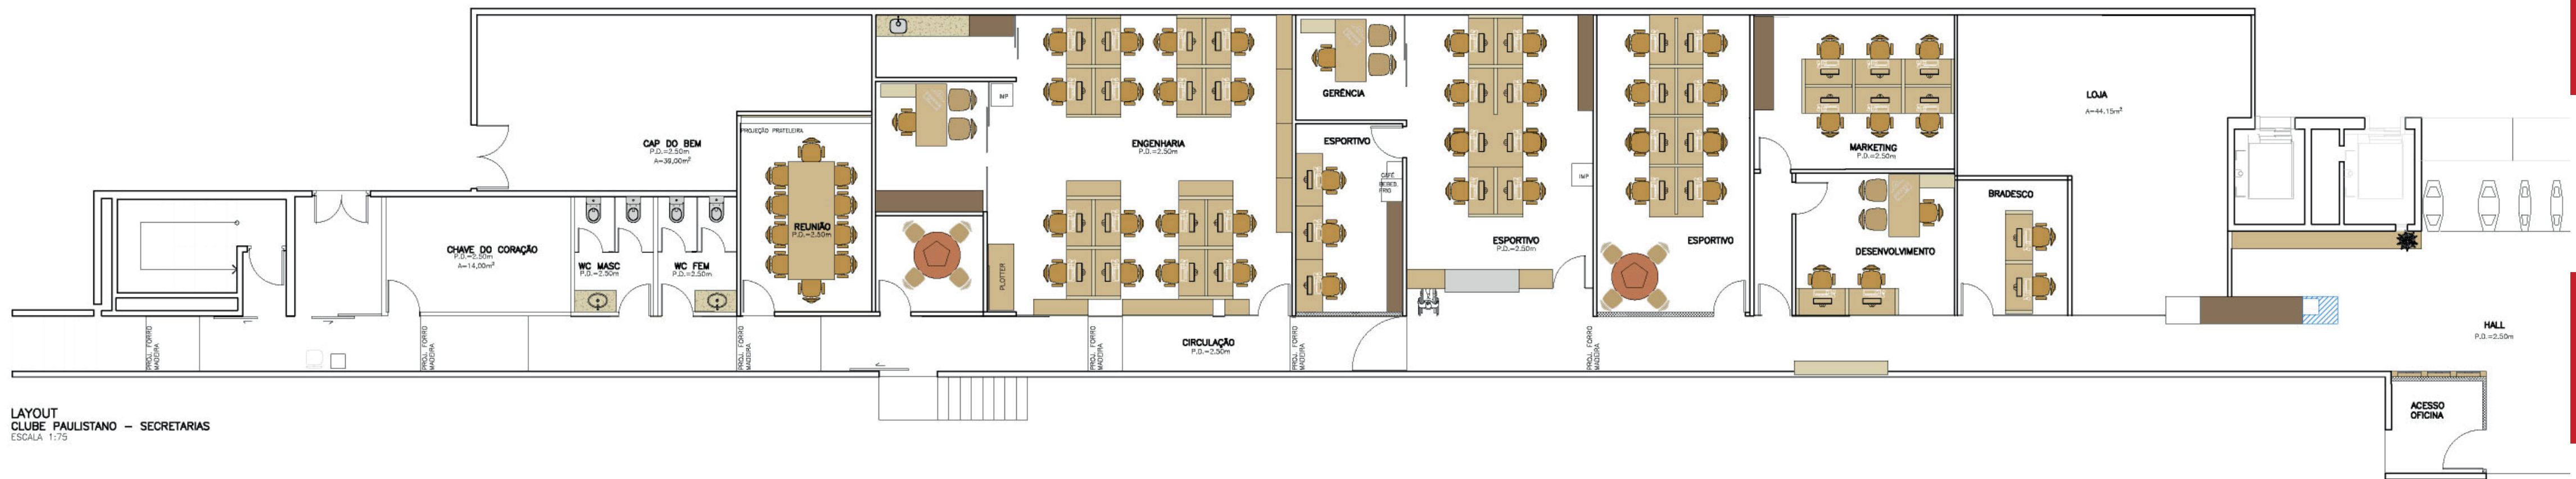 CAP DO BEM
P.D.=2.50m
A=39,00m²
PROJEÇÃO PRATELEIRA
REUNIÃO
P.D.=2.50m
CHAVE DO CORAÇÃO
P.D.=2.50m
A=14,00m²
WC MASC
P.D.=2.50m
WC FEM
P.D.=2.50m
IMP
ENGENHARIA
P.D.=2.50m
PLOTTER
GERÊNCIA
ESPORTIVO
CAFÉ
BEBED.
FRIO
ESPORTIVO
P.D.=2.50m
IMP
ESPORTIVO
MARKETING
P.D.=2.50m
DESENVOLVIMENTO
BRADESCO
LOJA
A=44.15m²
HALL
P.D.=2.50m
PROJ. FORRO
MADEIRA
PROJ. FORRO
MADEIRA
PROJ. FORRO
MADEIRA
PROJ. FORRO
MADEIRA
CIRCULAÇÃO
P.D.=2.50m
PROJ. FORRO
MADEIRA
PROJ. FORRO
MADEIRA
ACESSO
OFICINA
LAYOUT
CLUBE PAULISTANO – SECRETARIAS
ESCALA 1:75